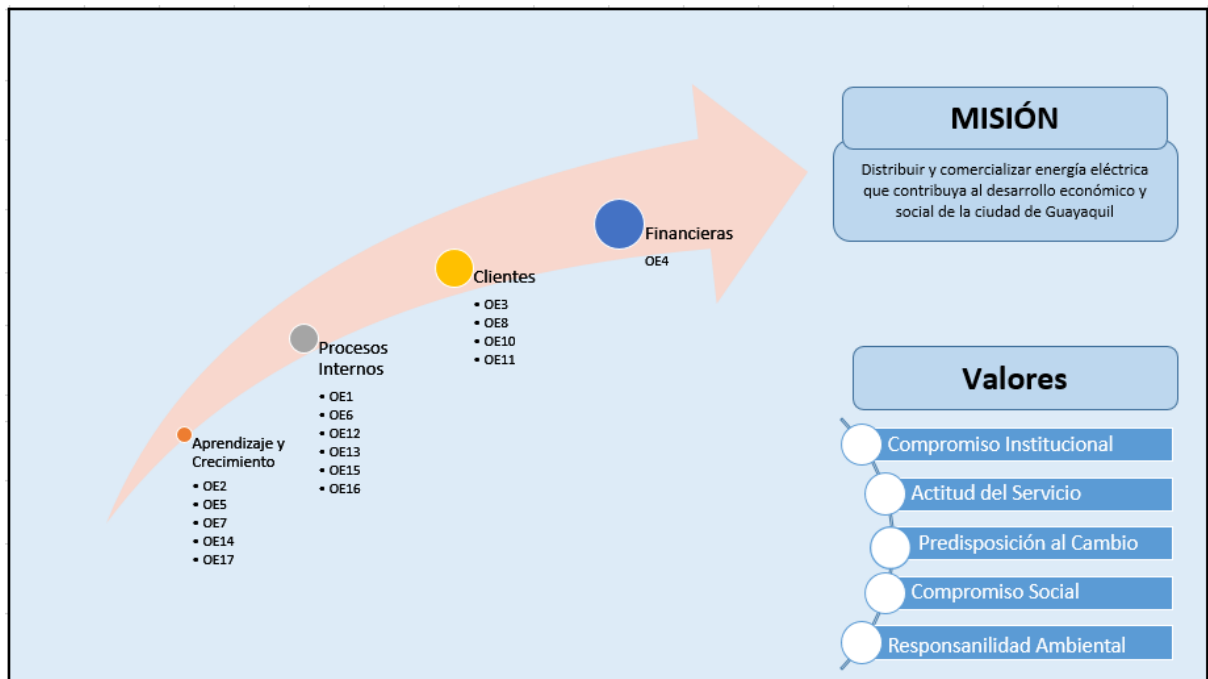 MISIÓN
Distribuir y comercializar energía eléctrica
que contribuya al desarrollo económico y
social de la ciudad de Guayaquil
Financieras
OE4
Clientes
• OE3
• OE8
• OE10
• OE11
Procesos
Internos
• OE1
• OE6
• OE12
• OE13
• OE15
• OE16
Aprendizaje y
Crecimiento
• OE2
• OE5
• OE7
• OE14
• OE17
Valores
Compromiso Institucional
Actitud del Servicio
Predisposición al Cambio
Compromiso Social
Responsanilidad Ambiental